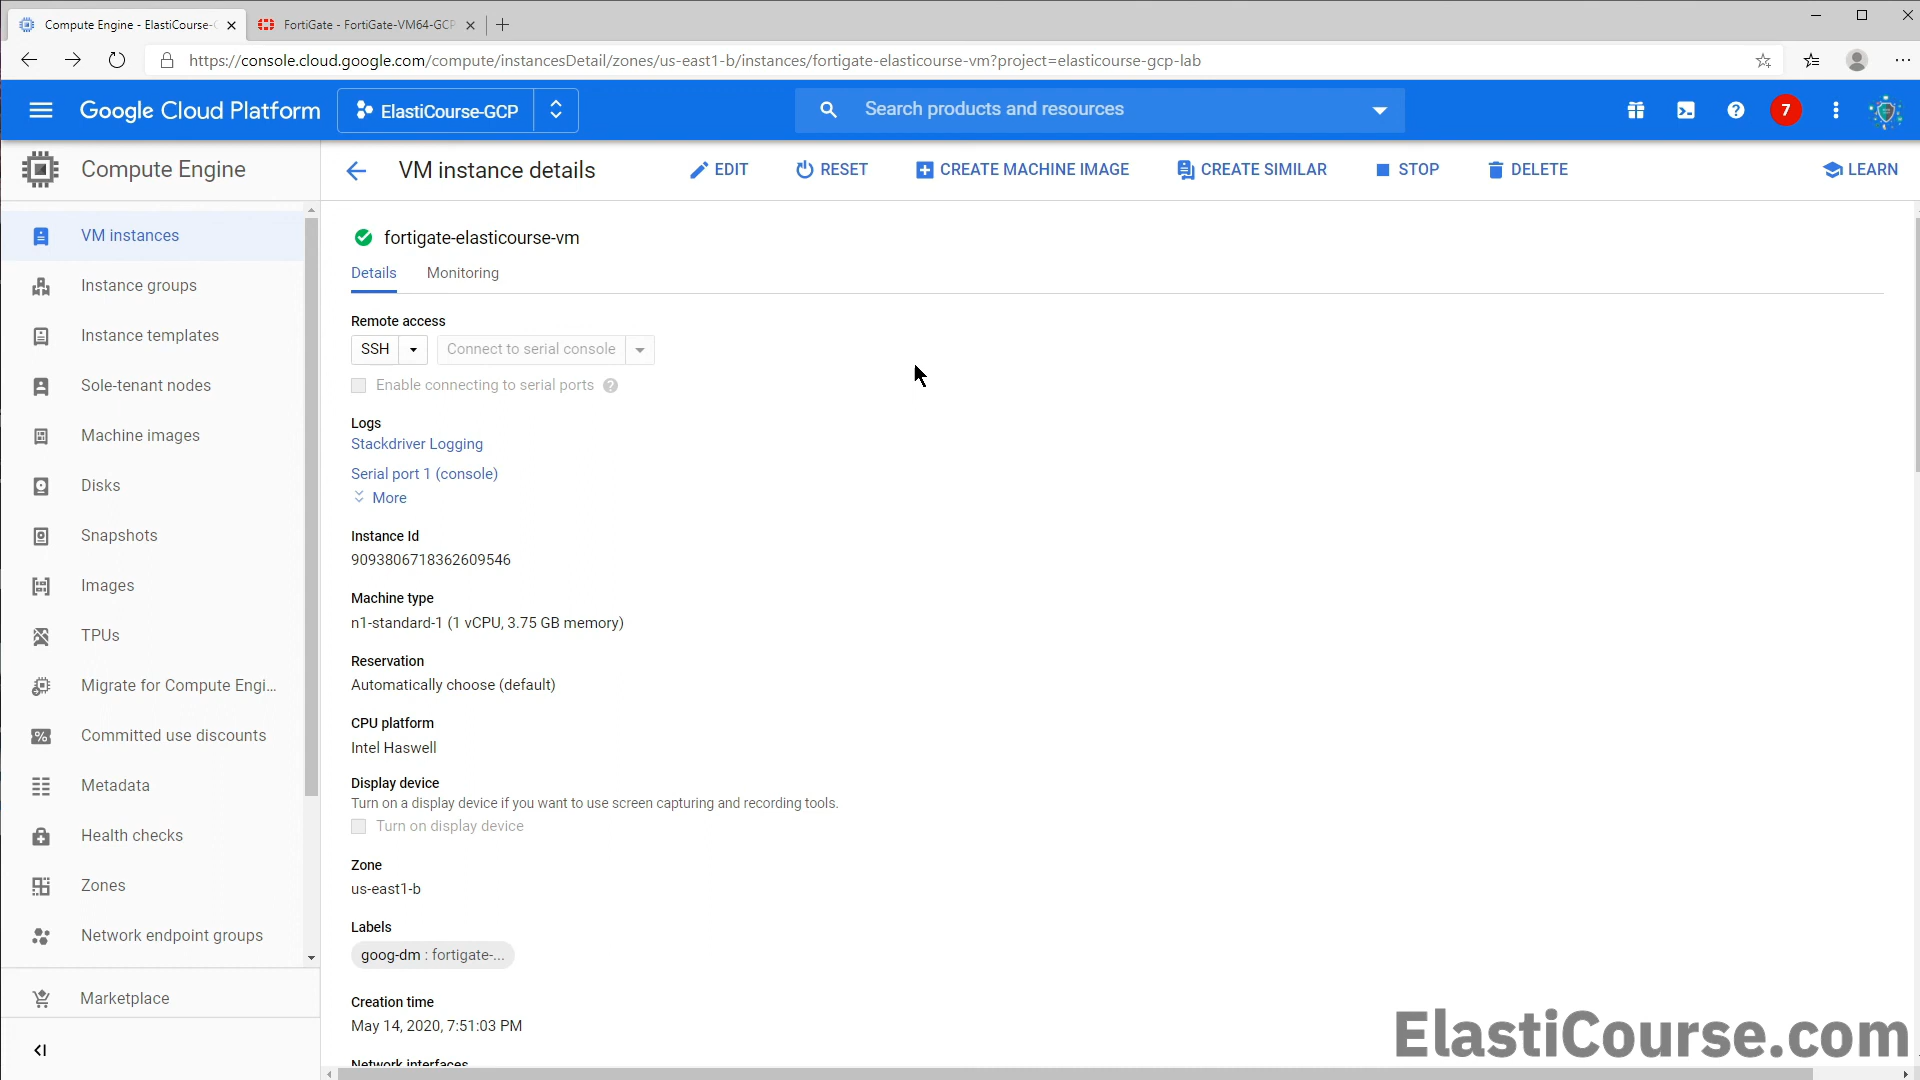 Compute Engine - ElastiCourse-G
FortiGate - FortiGate-VM64-GCP
https://console.cloud.google.com/compute/instancesDetail/zones/us-east1-b/instances/fortigate-elasticourse-vm?project=elasticourse-gcp-lab
Google Cloud Platform
ElastiCourse-GCP
Search products and resources
7
Compute Engine
VM instance details
EDIT
RESET
CREATE MACHINE IMAGE
CREATE SIMILAR
STOP
DELETE
LEARN
VM instances
Instance groups
Instance templates
Sole-tenant nodes
Machine images
Disks
Snapshots
Images
TPUs
Migrate for Compute Engi...
Committed use discounts
Metadata
Health checks
Zones
Network endpoint groups
Marketplace
fortigate-elasticourse-vm
Details
Monitoring
Remote access
SSH
Connect to serial console
Enable connecting to serial ports
Logs
Stackdriver Logging
Serial port 1 (console)
More
Instance Id
9093806718362609546
Machine type
n1-standard-1 (1 vCPU, 3.75 GB memory)
Reservation
Automatically choose (default)
CPU platform
Intel Haswell
Display device
Turn on a display device if you want to use screen capturing and recording tools.
Turn on display device
Zone
us-east1-b
Labels
goog-dm : fortigate-...
Creation time
May 14, 2020, 7:51:03 PM
Network interfaces
ElastiCourse.com